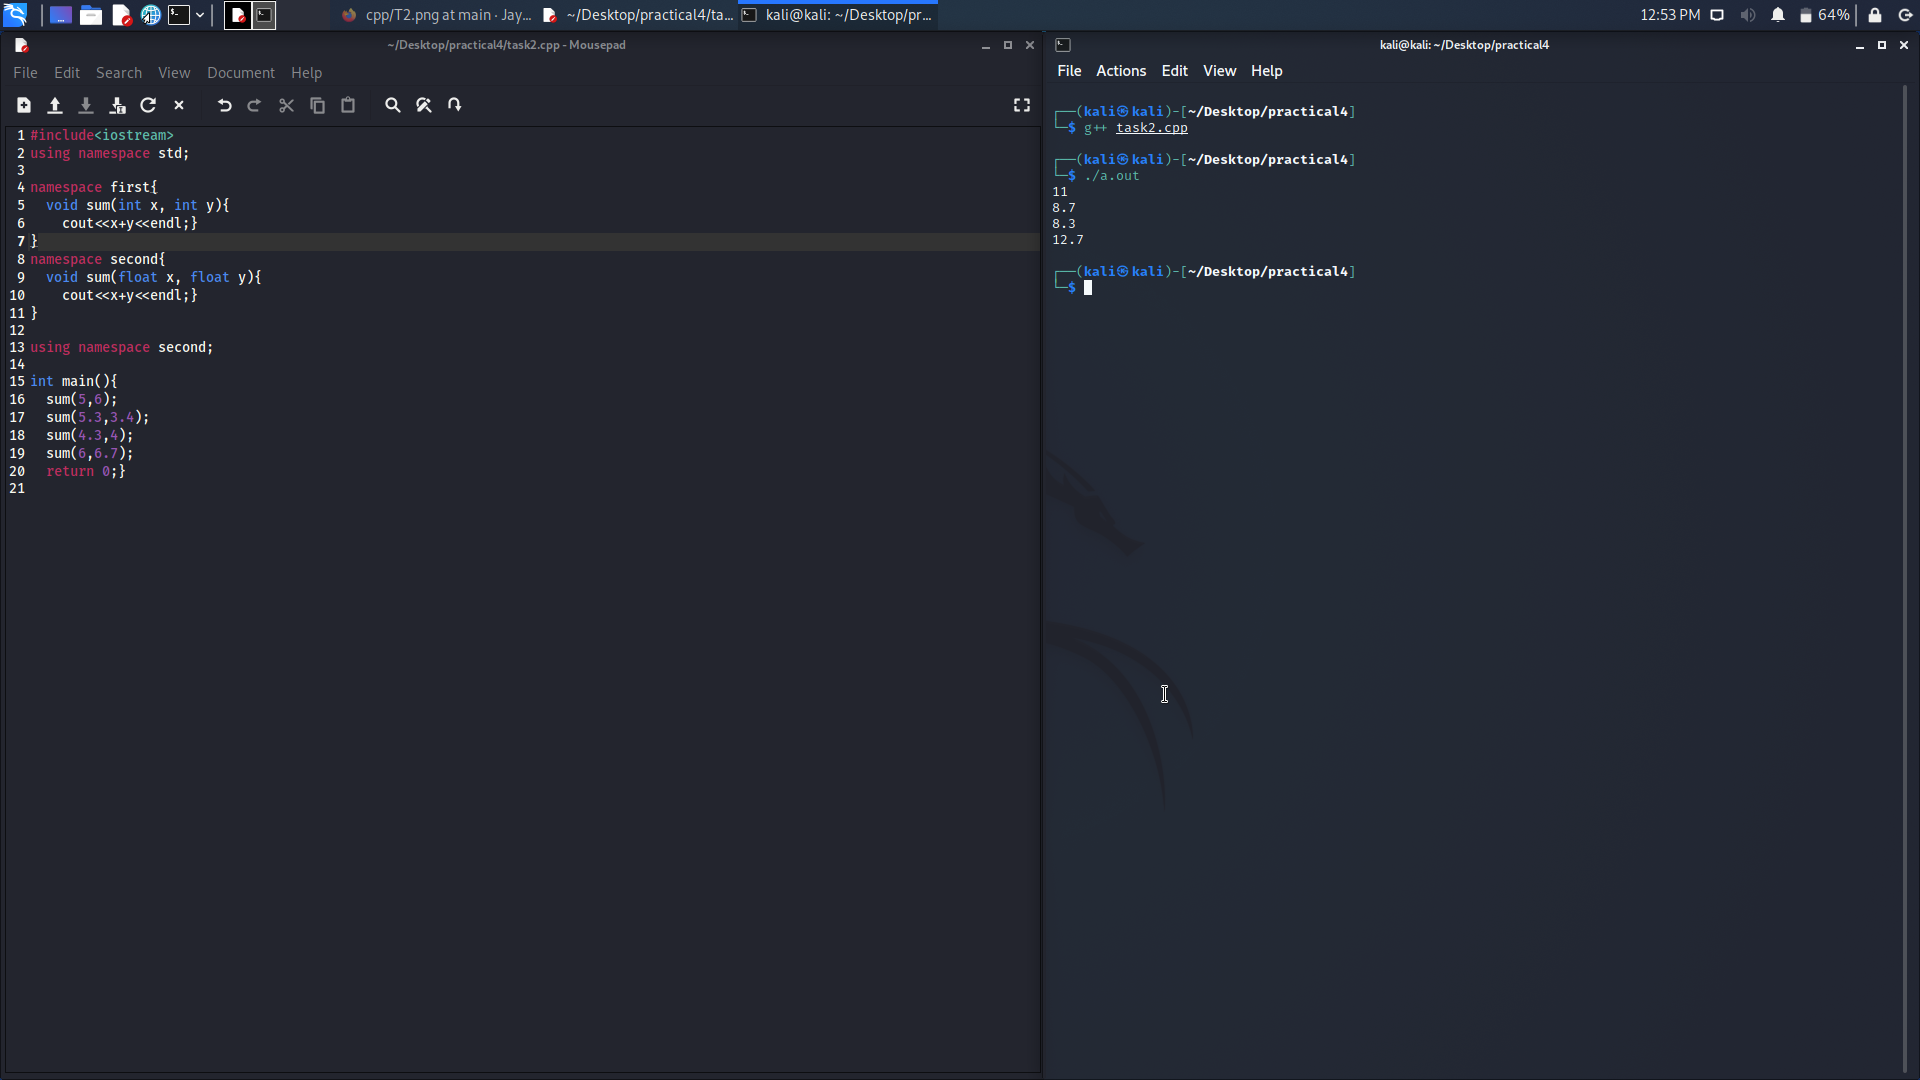 cpp/T2.png at main · Jay...
~/Desktop/practical4/ta...
kali@kali: ~/Desktop/pr...
12:53 PM
64%
~/Desktop/practical4/task2.cpp - Mousepad
File Edit Search View Document Help
1 #include<iostream>
2 using namespace std;
3
4 namespace first{
5   void sum(int x, int y){
6     cout<<x+y<<endl;}
7 }
8 namespace second{
9   void sum(float x, float y){
10     cout<<x+y<<endl;}
11 }
12
13 using namespace second;
14
15 int main(){
16   sum(5,6);
17   sum(5.3,3.4);
18   sum(4.3,4);
19   sum(6,6.7);
20   return 0;}
21
kali@kali: ~/Desktop/practical4
File Actions Edit View Help
┌──(kali㉿kali)-[~/Desktop/practical4]
└─$ g++ task2.cpp
┌──(kali㉿kali)-[~/Desktop/practical4]
└─$ ./a.out
11
8.7
8.3
12.7
┌──(kali㉿kali)-[~/Desktop/practical4]
└─$